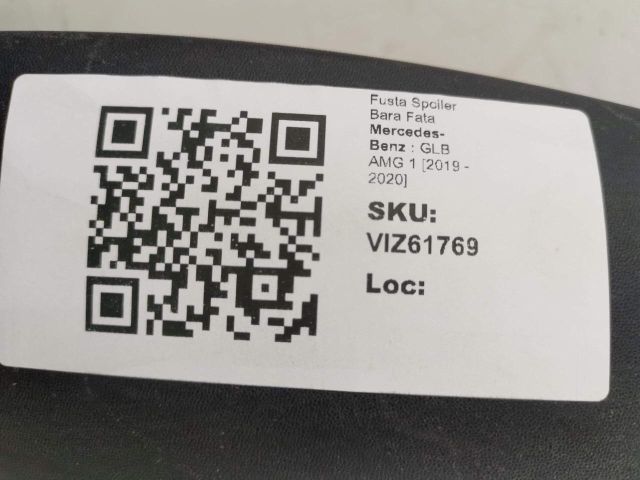 Fusta Spoiler
Bara Fata
Mercedes-
Benz : GLB
AMG 1 [2019 -
2020]
SKU:
VIZ61769
Loc: